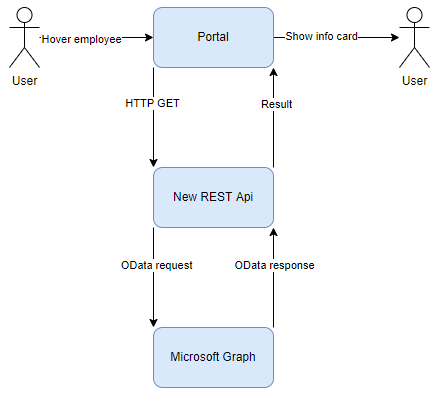 Hover employee
Portal
Show info card
User
User
HTTP GET
Result
New REST Api
OData request
OData response
Microsoft Graph